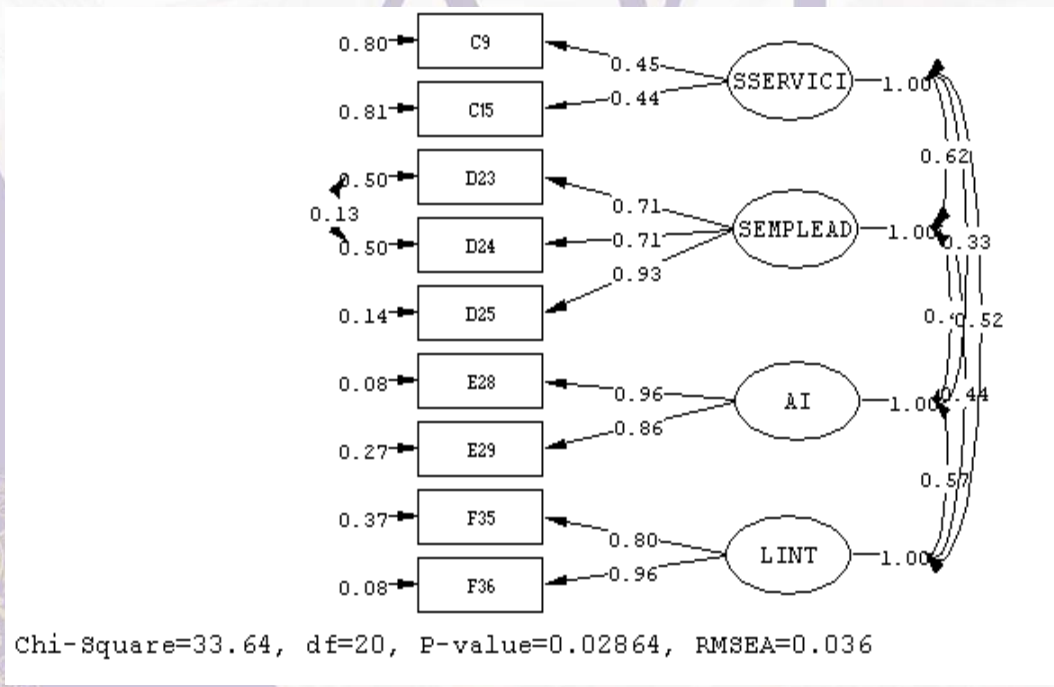 0.80 C9
0.45
SSERVICI 1.00
0.44
0.81 C15
0.62
0.50 D23
0.71
0.13
SEMPLEAD 1.00
0.71
0.33
0.50 D24
0.93
0.14 D25
0.52
0.08 E28
0.96
AI 1.00
0.44
0.86
0.27 E29
0.57
0.37 F35
0.80
LINT 1.00
0.96
0.08 F36
Chi-Square=33.64, df=20, P-value=0.02864, RMSEA=0.036